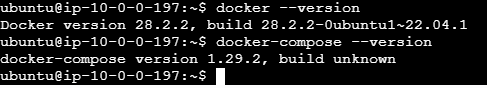 ubuntu@ip-10-0-0-197:~$ docker --version
Docker version 28.2.2, build 28.2.2-0ubuntu1~22.04.1
ubuntu@ip-10-0-0-197:~$ docker-compose --version
docker-compose version 1.29.2, build unknown
ubuntu@ip-10-0-0-197:~$